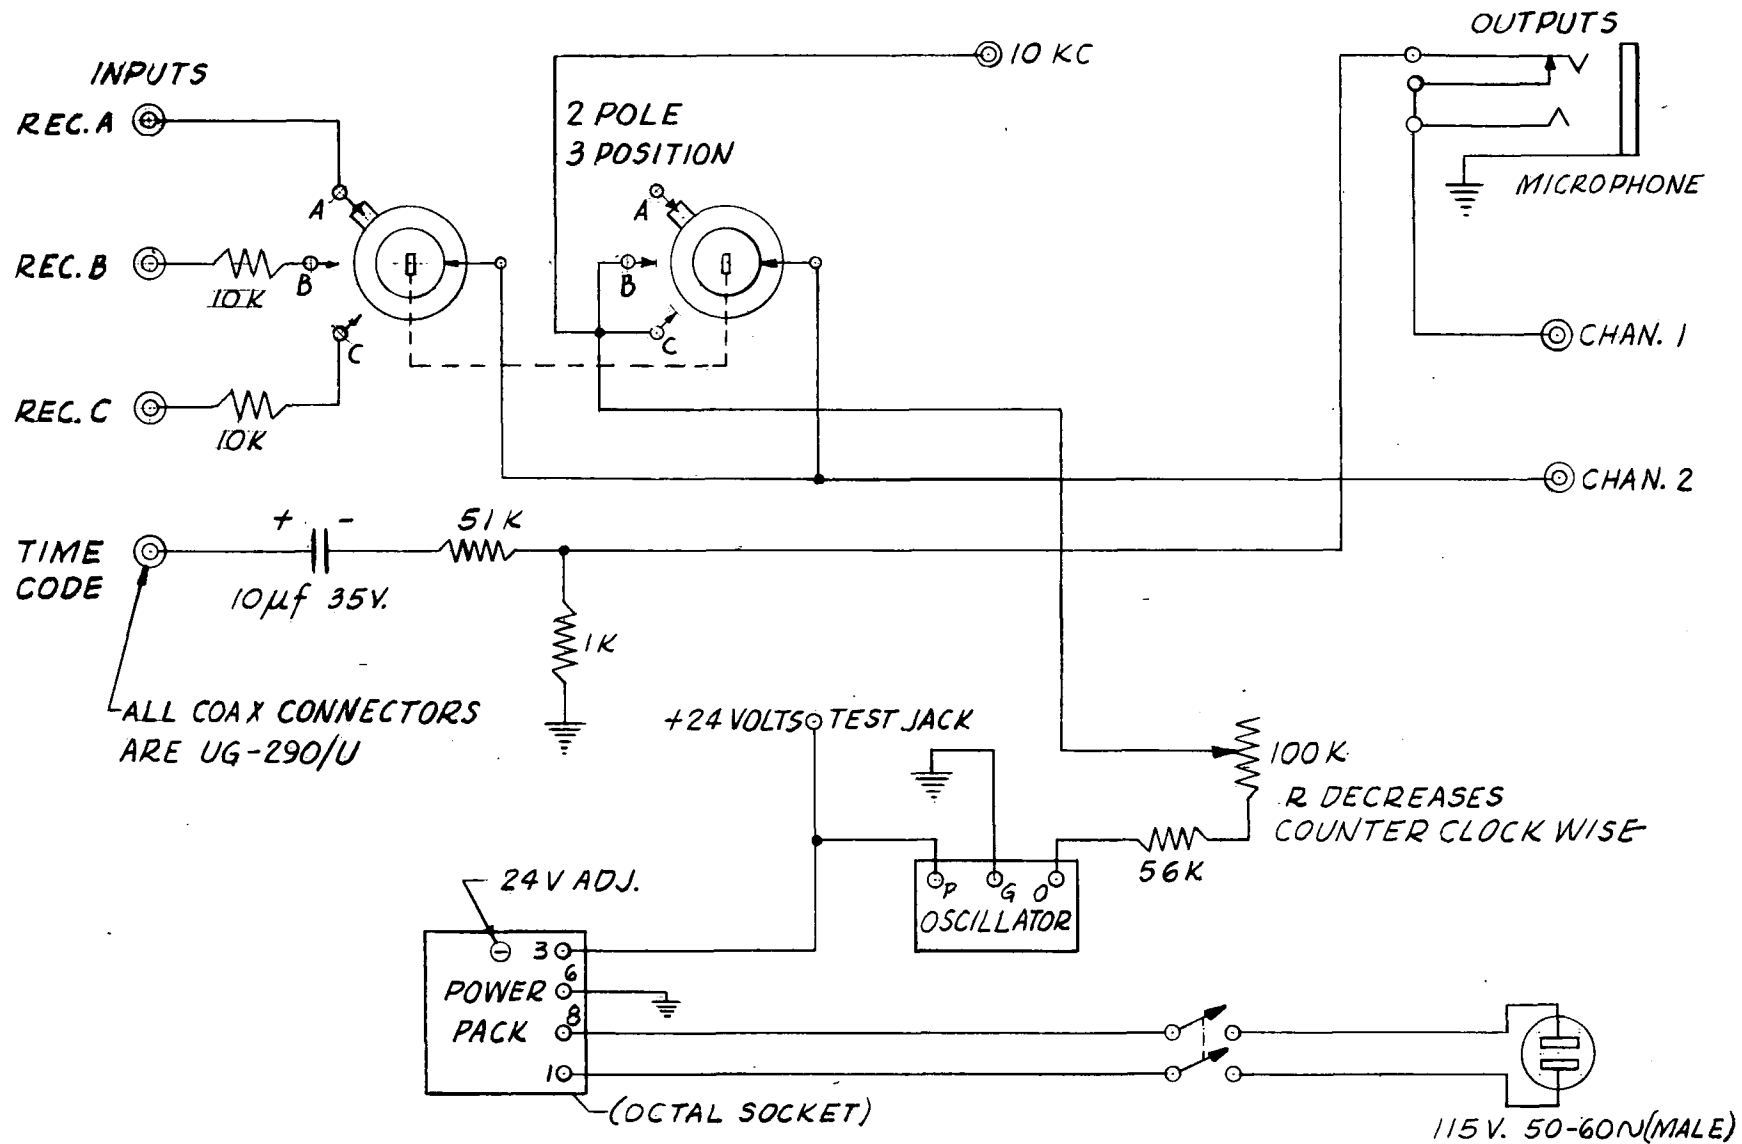 OUTPUTS
10 KC
INPUTS
REC. A
2 POLE
3 POSITION
A
A
MICROPHONE
REC. B
10K
B
B
C
C
CHAN. 1
REC. C
10K
CHAN. 2
+ -
51K
TIME
CODE
10µf 35V.
1K
ALL COAX CONNECTORS
ARE UG-290/U
+24 VOLTS TEST JACK
100K
R DECREASES
COUNTER CLOCK WISE
56K
P G O
OSCILLATOR
24V ADJ.
3
6
POWER
8
PACK
1
(OCTAL SOCKET)
115V. 50-60~(MALE)